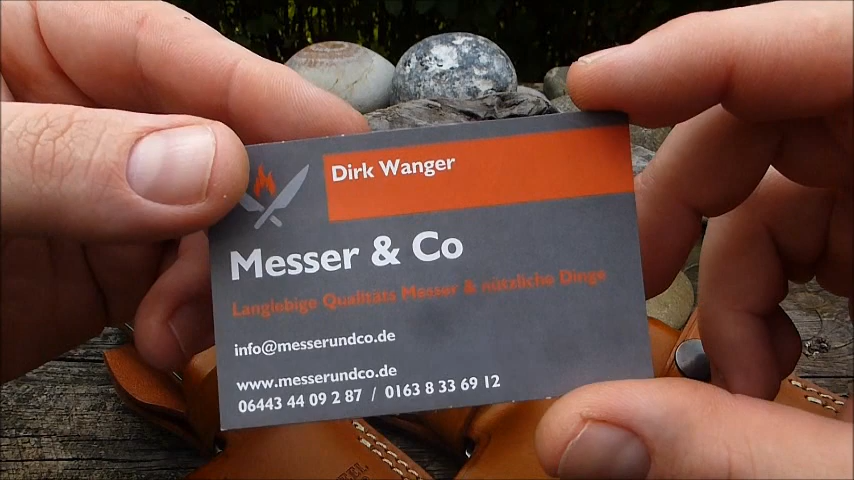 Dirk Wanger
Messer & Co
Langlebige Qualitäts Messer & nützliche Dinge
info@messerundco.de
www.messerundco.de
06443 44 09 2 87 / 0163 8 33 69 12